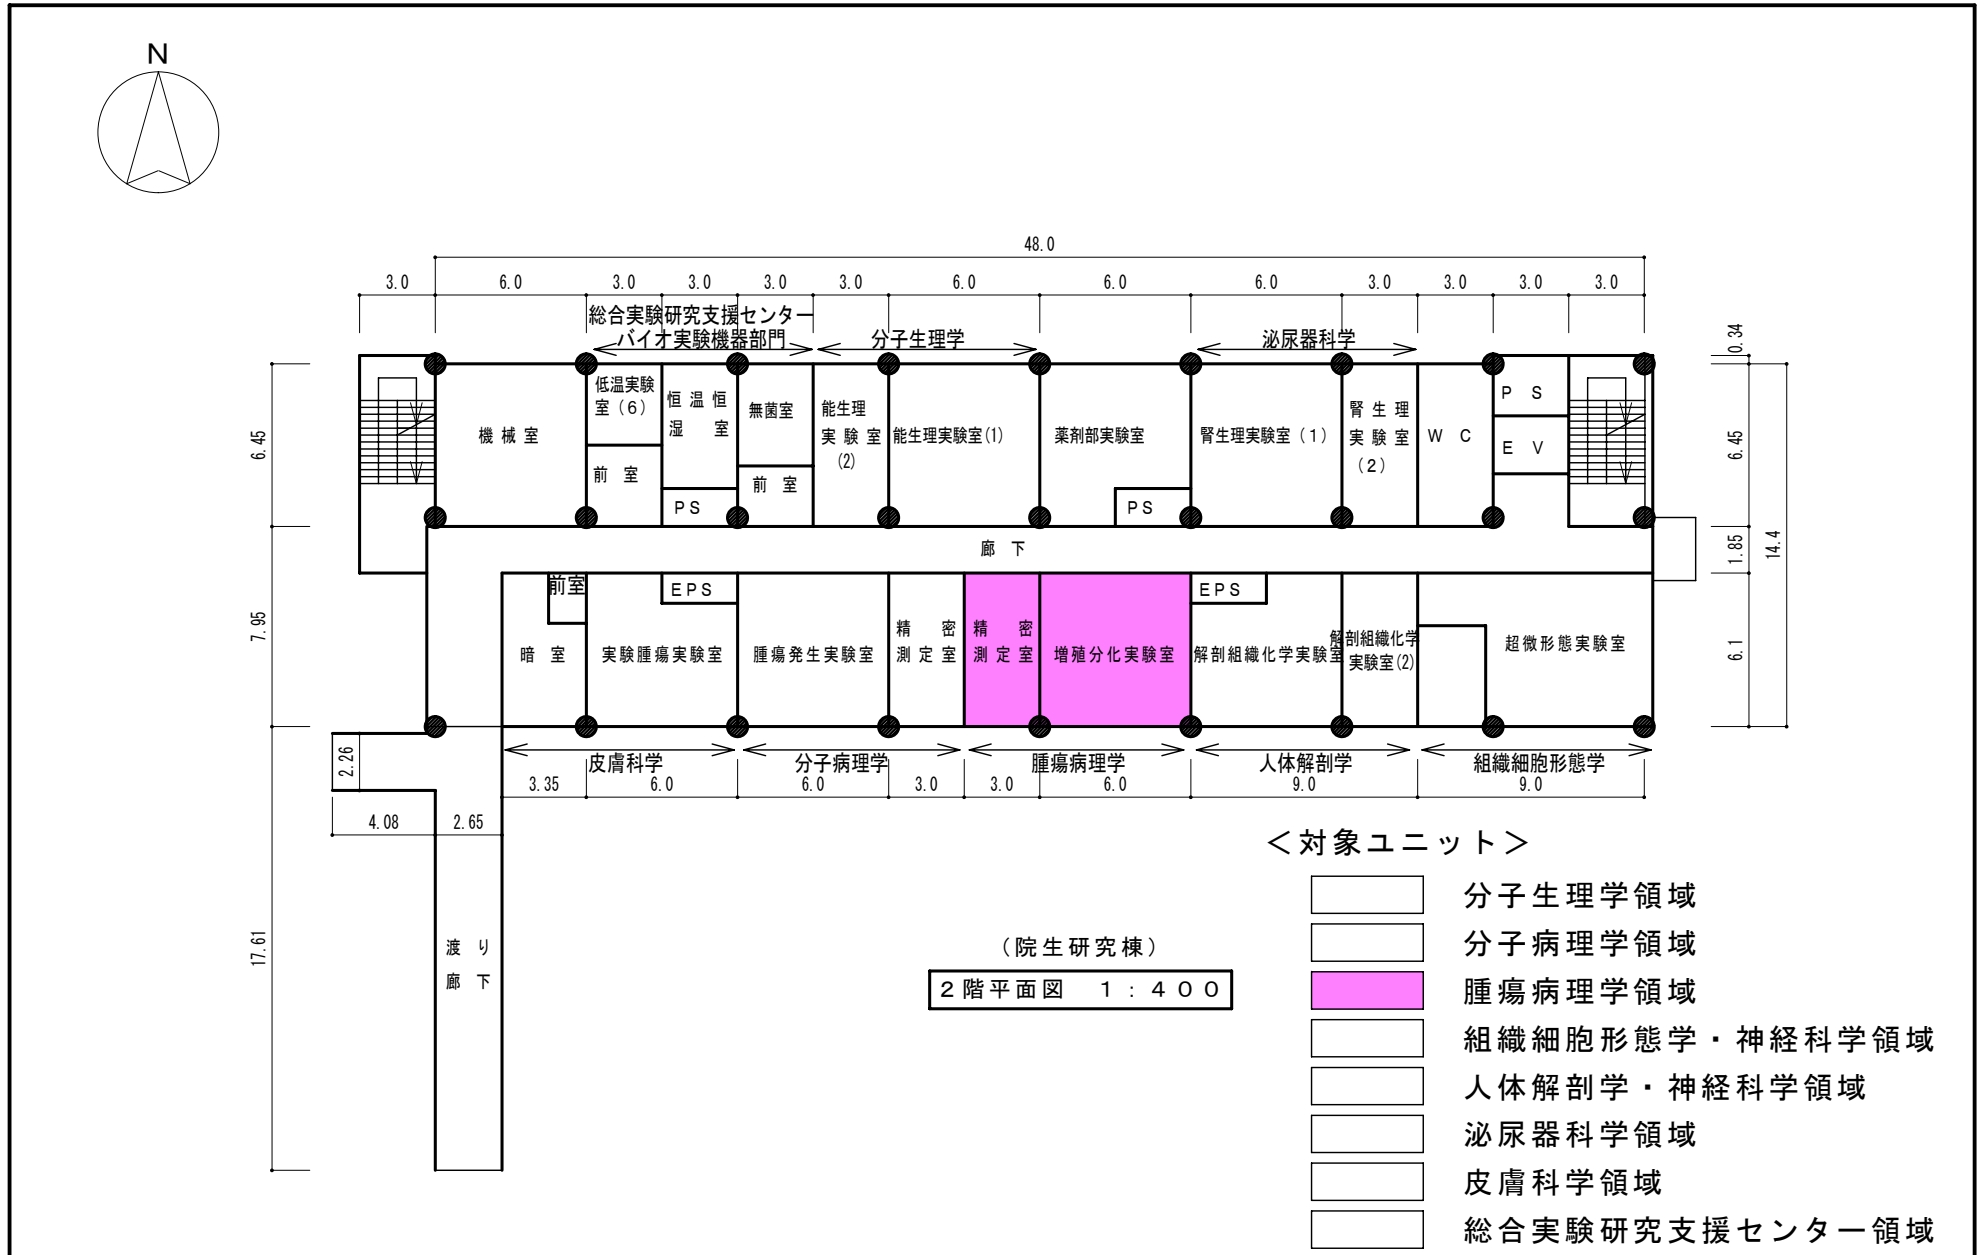 N
48.0
3.0
6.0
3.0
3.0
3.0
3.0
6.0
6.0
6.0
3.0
3.0
3.0
3.0
総合実験研究支援センター
バイオ実験機器部門
分子生理学
泌尿器科学
0.34
6.45
機械室
低温実験
室(6)
前室
恒温恒
湿室
PS
無菌室
前室
能生理
実験室
(2)
能生理実験室(1)
薬剤部実験室
PS
腎生理実験室(1)
腎生理
実験室
(2)
WC
PS
EV
6.45
廊下
1.85
14.4
7.95
前室
暗室
実験腫瘍実験室
EPS
腫瘍発生実験室
精密
測定室
精密
測定室
増殖分化実験室
EPS
解剖組織化学実験室
解剖組織化学
実験室(2)
超微形態実験室
6.1
2.26
皮膚科学
分子病理学
腫瘍病理学
人体解剖学
組織細胞形態学
3.35
6.0
6.0
3.0
3.0
6.0
9.0
9.0
4.08
2.65
17.61
渡り
廊下
(院生研究棟)
2階平面図 1:400
<対象ユニット>
分子生理学領域
分子病理学領域
腫瘍病理学領域
組織細胞形態学・神経科学領域
人体解剖学・神経科学領域
泌尿器科学領域
皮膚科学領域
総合実験研究支援センター領域